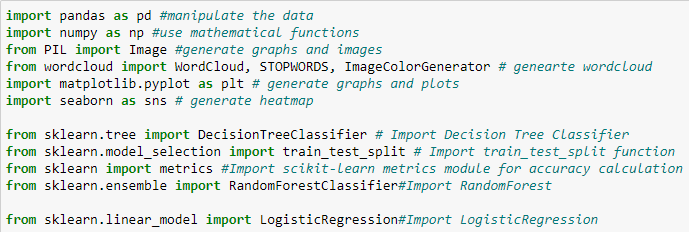 import pandas as pd #manipulate the data
import numpy as np #use mathematical functions
from PIL import Image #generate graphs and images
from wordcloud import WordCloud, STOPWORDS, ImageColorGenerator # genearte wordcloud
import matplotlib.pyplot as plt # generate graphs and plots
import seaborn as sns # generate heatmap
from sklearn.tree import DecisionTreeClassifier # Import Decision Tree Classifier
from sklearn.model_selection import train_test_split # Import train_test_split function
from sklearn import metrics #Import scikit-learn metrics module for accuracy calculation
from sklearn.ensemble import RandomForestClassifier#Import RandomForest
from sklearn.linear_model import LogisticRegression#Import LogisticRegression